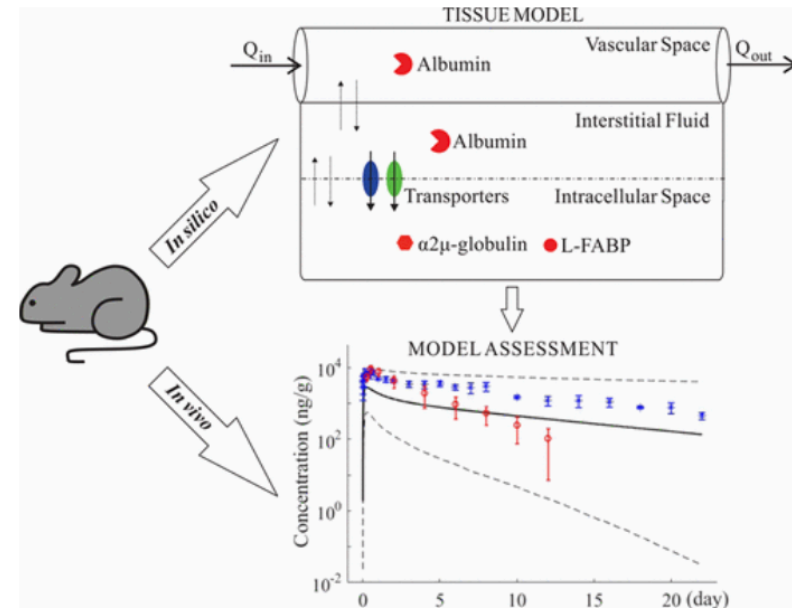 TISSUE MODEL
Q_in
Vascular Space
Q_out
Albumin
Interstitial Fluid
Albumin
Transporters
Intracellular Space
α2μ-globulin
L-FABP
In silico
In vivo
MODEL ASSESSMENT
Concentration (ng/g)
10^4
10^2
10^0
10^-2
0 5 10 15 20 (day)